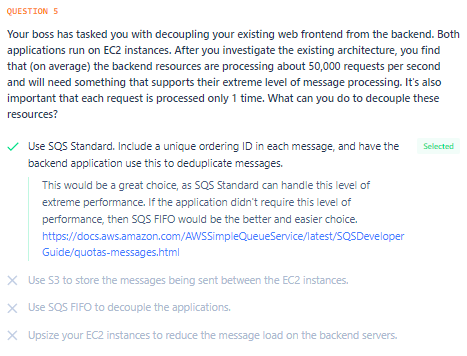 QUESTION 5
Your boss has tasked you with decoupling your existing web frontend from the backend. Both
applications run on EC2 instances. After you investigate the existing architecture, you find
that (on average) the backend resources are processing about 50,000 requests per second
and will need something that supports their extreme level of message processing. It's also
important that each request is processed only 1 time. What can you do to decouple these
resources?
Use SQS Standard. Include a unique ordering ID in each message, and have the
backend application use this to deduplicate messages.
Selected
This would be a great choice, as SQS Standard can handle this level of
extreme performance. If the application didn't require this level of
performance, then SQS FIFO would be the better and easier choice.
https://docs.aws.amazon.com/AWSSimpleQueueService/latest/SQSDeveloper
Guide/quotas-messages.html
Use S3 to store the messages being sent between the EC2 instances.
Use SQS FIFO to decouple the applications.
Upsize your EC2 instances to reduce the message load on the backend servers.